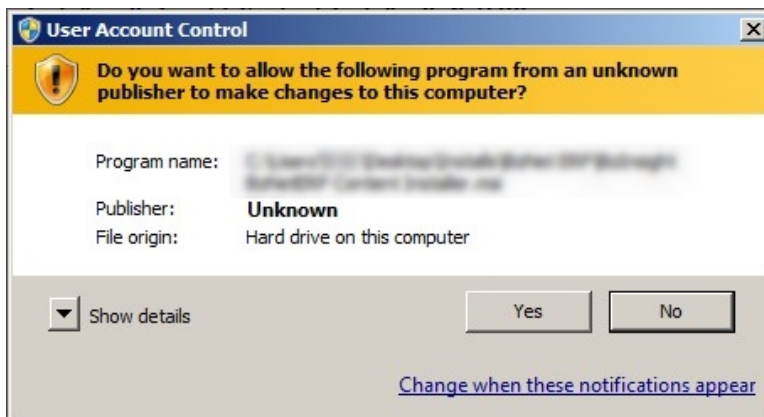 User Account Control
Do you want to allow the following program from an unknown
publisher to make changes to this computer?
Program name:
Publisher: Unknown
File origin: Hard drive on this computer
Show details Yes No
Change when these notifications appear